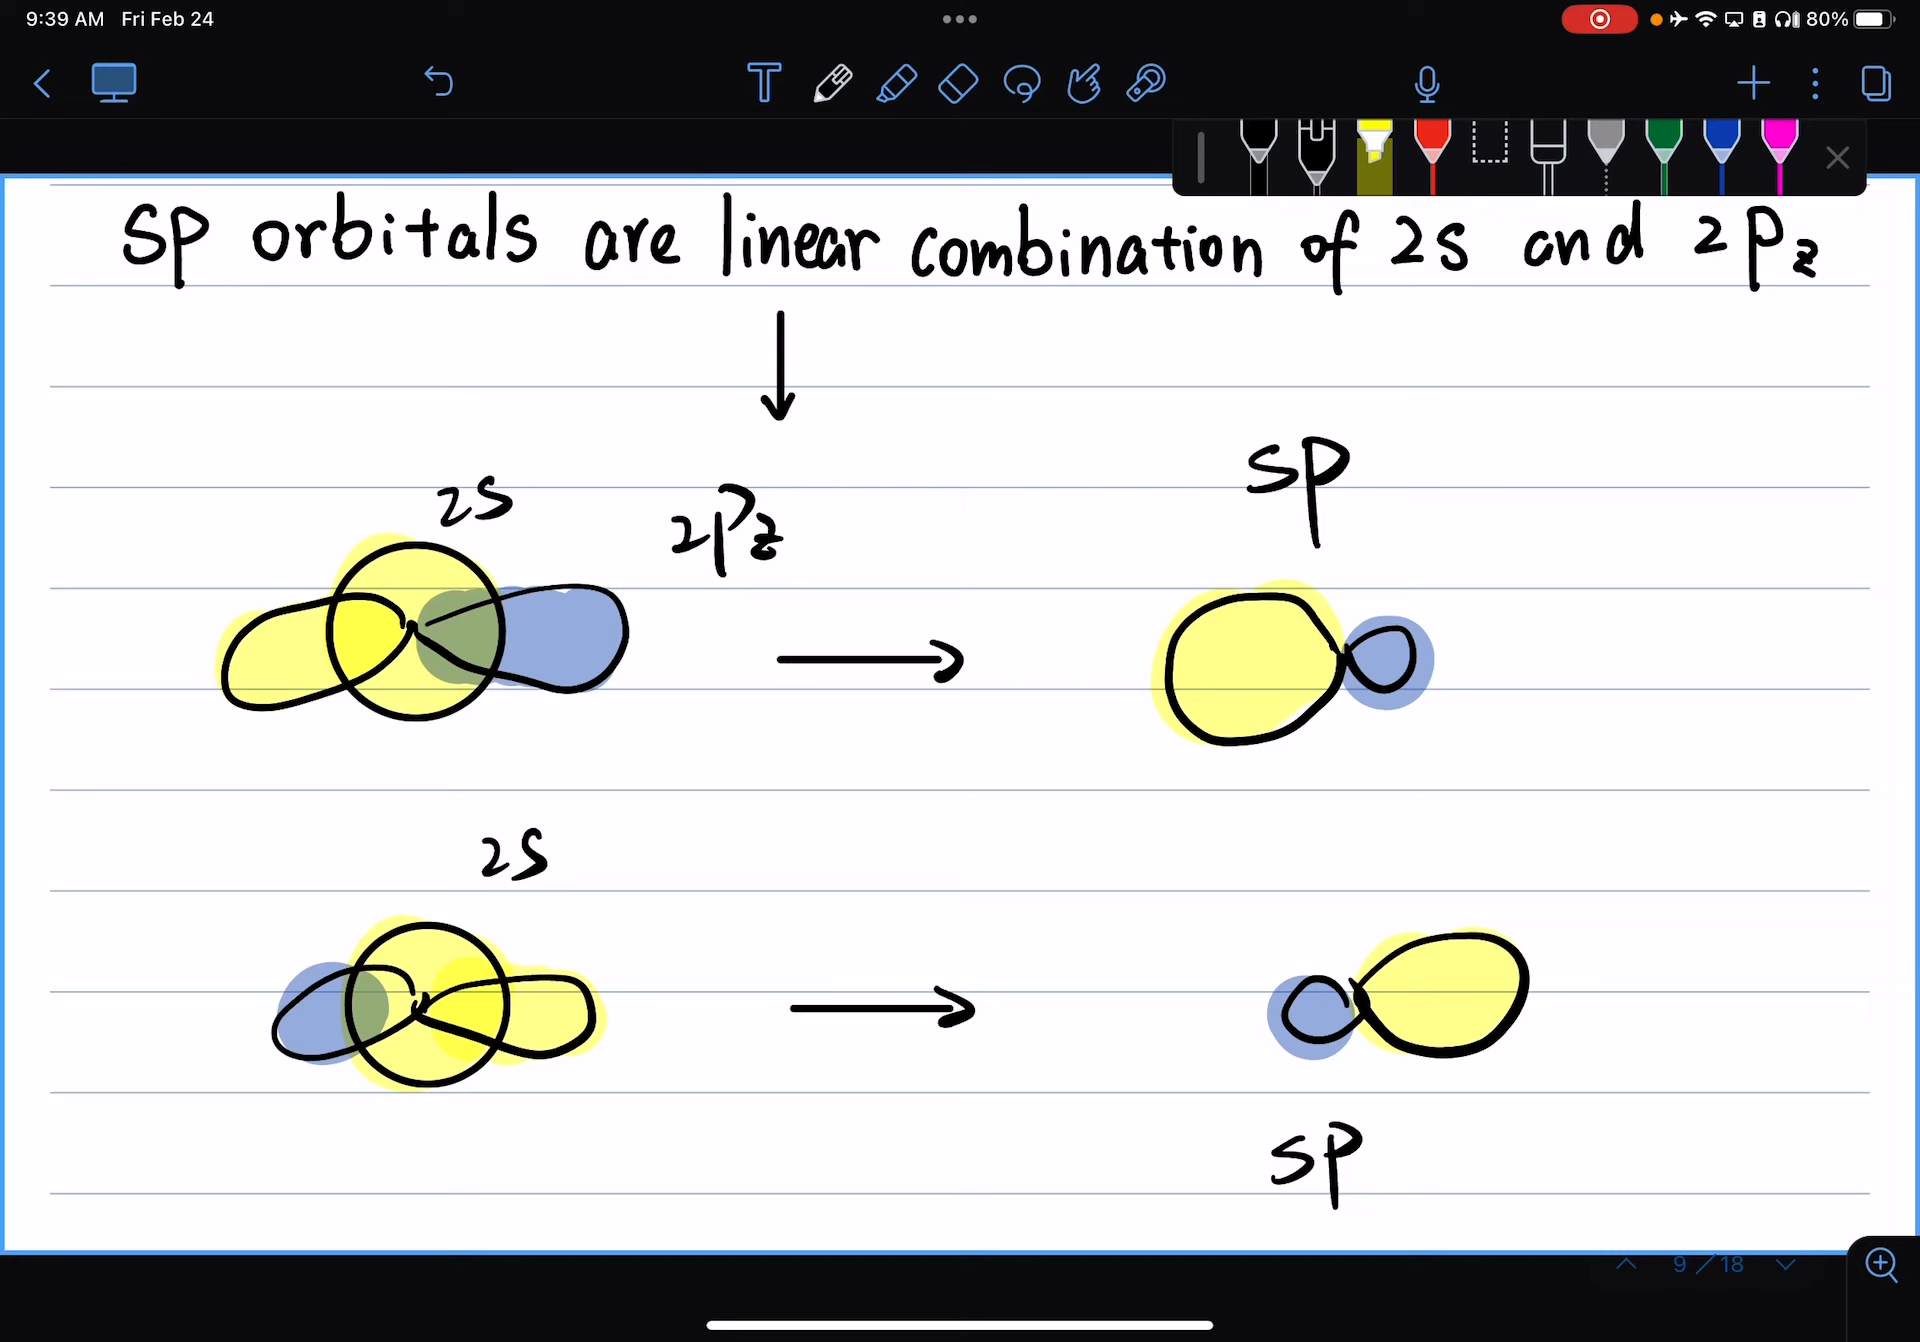 9:39 AM Fri Feb 24
80%
T
sp orbitals are linear combination of 2s and 2pz
2s
2pz
sp
2s
sp
9 / 18